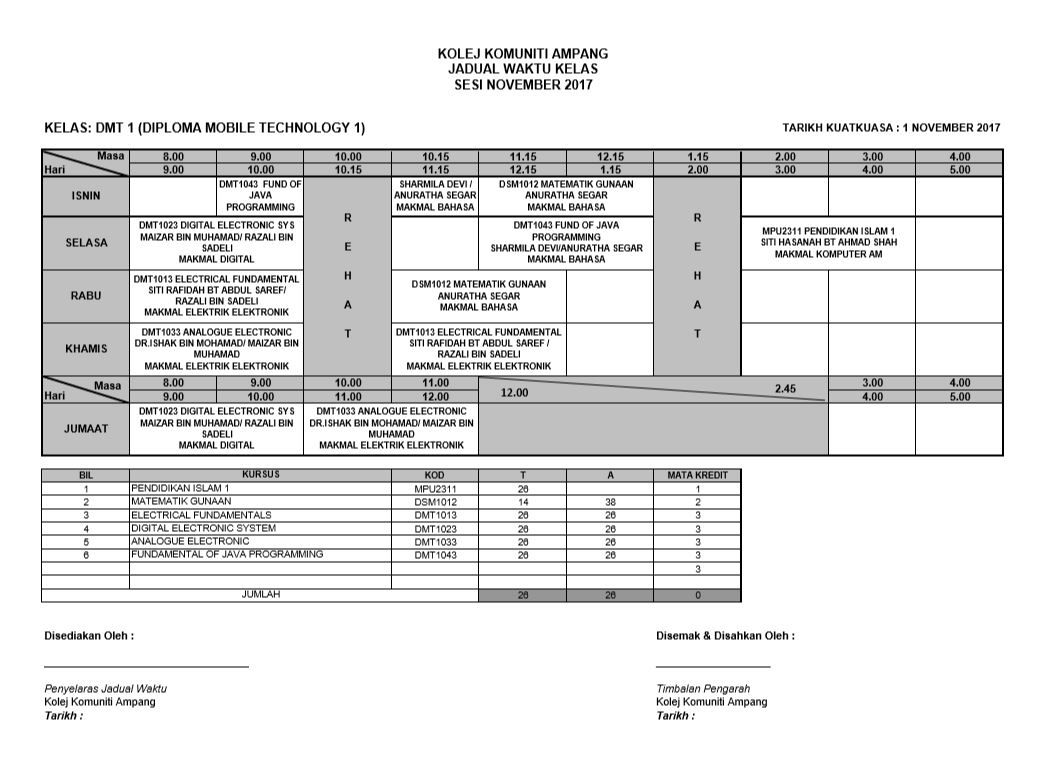 KOLEJ KOMUNITI AMPANG
JADUAL WAKTU KELAS
SESI NOVEMBER 2017
KELAS: DMT 1 (DIPLOMA MOBILE TECHNOLOGY 1)
TARIKH KUATKUASA : 1 NOVEMBER 2017
Masa 8.00 9.00 10.00 10.15 11.15 12.15 1.15 2.00 3.00 4.00
Hari 9.00 10.00 10.15 11.15 12.15 1.15 2.00 3.00 4.00 5.00
ISNIN
DMT1043 FUND OF
JAVA
PROGRAMMING
SHARMILA DEVI /
ANURATHA SEGAR
MAKMAL BAHASA
DSM1012 MATEMATIK GUNAAN
ANURATHA SEGAR
MAKMAL BAHASA
R
E
H
A
T
R
E
H
A
T
SELASA
DMT1023 DIGITAL ELECTRONIC SYS
MAIZAR BIN MUHAMAD/ RAZALI BIN
SADELI
MAKMAL DIGITAL
DMT1043 FUND OF JAVA
PROGRAMMING
SHARMILA DEVI/ANURATHA SEGAR
MAKMAL BAHASA
MPU2311 PENDIDIKAN ISLAM 1
SITI HASANAH BT AHMAD SHAH
MAKMAL KOMPUTER AM
RABU
DMT1013 ELECTRICAL FUNDAMENTAL
SITI RAFIDAH BT ABDUL SAREF/
RAZALI BIN SADELI
MAKMAL ELEKTRIK ELEKTRONIK
DSM1012 MATEMATIK GUNAAN
ANURATHA SEGAR
MAKMAL BAHASA
KHAMIS
DMT1033 ANALOGUE ELECTRONIC
DR.ISHAK BIN MOHAMAD/ MAIZAR BIN
MUHAMAD
MAKMAL ELEKTRIK ELEKTRONIK
DMT1013 ELECTRICAL FUNDAMENTAL
SITI RAFIDAH BT ABDUL SAREF /
RAZALI BIN SADELI
MAKMAL ELEKTRIK ELEKTRONIK
Masa 8.00 9.00 10.00 11.00 12.00 2.45 3.00 4.00
Hari 9.00 10.00 11.00 12.00 4.00 5.00
JUMAAT
DMT1023 DIGITAL ELECTRONIC SYS
MAIZAR BIN MUHAMAD/ RAZALI BIN
SADELI
MAKMAL DIGITAL
DMT1033 ANALOGUE ELECTRONIC
DR.ISHAK BIN MOHAMAD/ MAIZAR BIN
MUHAMAD
MAKMAL ELEKTRIK ELEKTRONIK
BIL KURSUS KOD T A MATA KREDIT
1 PENDIDIKAN ISLAM 1 MPU2311 26 1
2 MATEMATIK GUNAAN DSM1012 14 38 2
3 ELECTRICAL FUNDAMENTALS DMT1013 26 26 3
4 DIGITAL ELECTRONIC SYSTEM DMT1023 26 26 3
5 ANALOGUE ELECTRONIC DMT1033 26 26 3
6 FUNDAMENTAL OF JAVA PROGRAMMING DMT1043 26 26 3
3
JUMLAH 26 26 0
Disediakan Oleh :
Disemak & Disahkan Oleh :
Penyelaras Jadual Waktu
Kolej Komuniti Ampang
Tarikh :
Timbalan Pengarah
Kolej Komuniti Ampang
Tarikh :